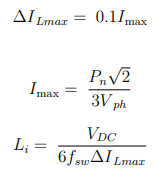 ΔI_{Lmax} = 0.1I_{max}
I_{max} = \frac{P_n\sqrt{2}}{3V_{ph}}
L_i = \frac{V_{DC}}{6f_{sw}ΔI_{Lmax}}